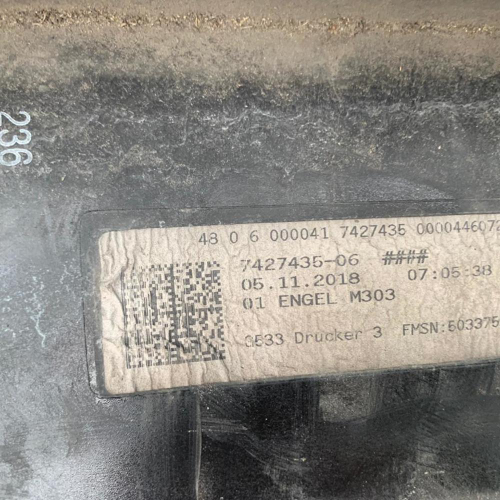 236
48 0 6 000041 7427435 000044607
7427435-06 ####
05.11.2018 07:05:38
01 ENGEL M303
Drucker 3 FMSN:503375